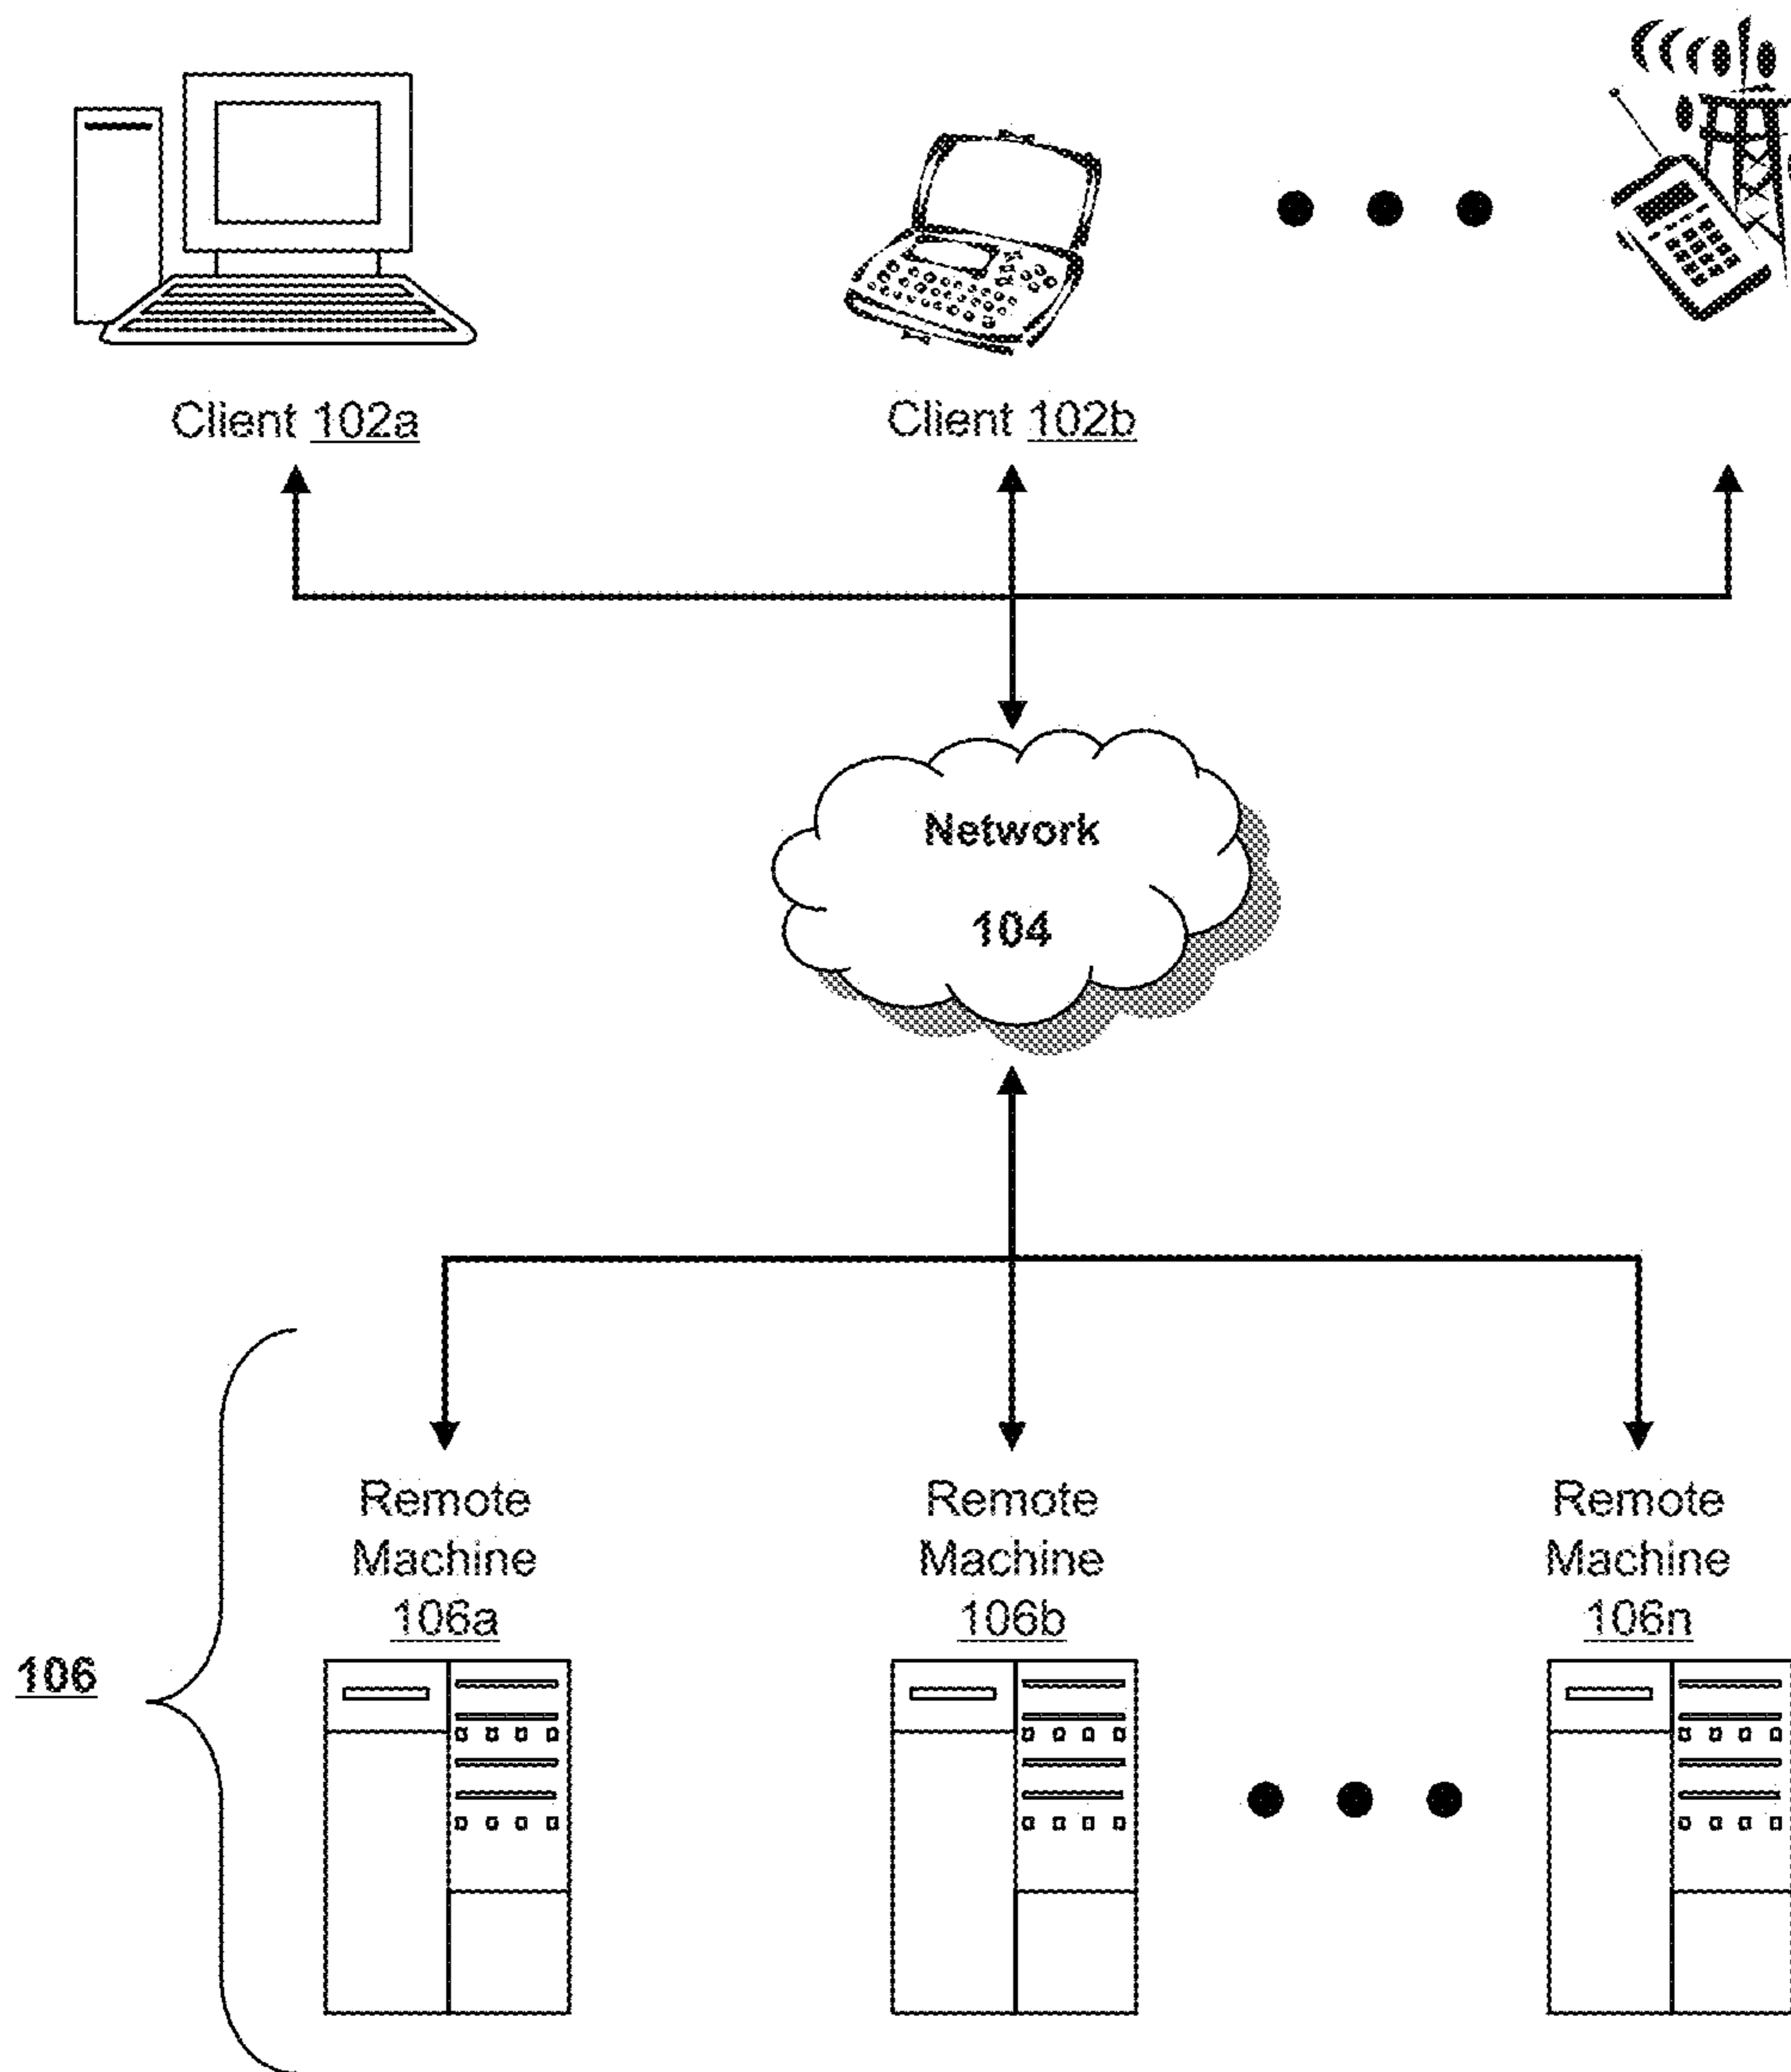 Client 102a
Client 102b
Network
104
Remote
Machine
106a
Remote
Machine
106b
Remote
Machine
106n
106